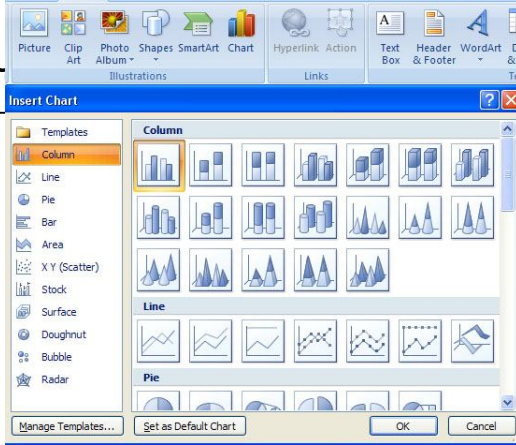 Picture Clip Art Photo Album Shapes SmartArt Chart Hyperlink Action Text Box Header & Footer WordArt
Illustrations Links
Insert Chart
Templates
Column
Line
Pie
Bar
Area
X Y (Scatter)
Stock
Surface
Doughnut
Bubble
Radar
Column
Line
Pie
Manage Templates... Set as Default Chart OK Cancel